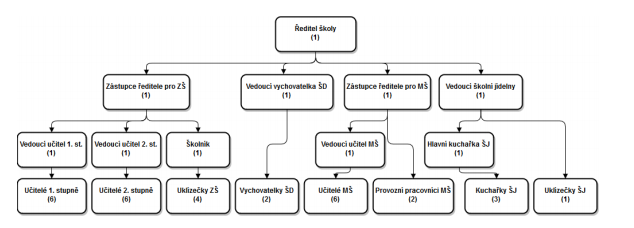 Ředitel školy
(1)
Zástupce ředitele pro ZŠ
(1)
Vedoucí vychovatelka ŠD
(1)
Zástupce ředitele pro MŠ
(1)
Vedoucí školní jídelny
(1)
Vedoucí učitel 1. st.
(1)
Vedoucí učitel 2. st.
(1)
Školník
(1)
Vedoucí učitel MŠ
(1)
Hlavní kuchařka ŠJ
(1)
Učitelé 1. stupně
(6)
Učitelé 2. stupně
(6)
Uklízečky ZŠ
(4)
Vychovatelky ŠD
(2)
Učitelé MŠ
(6)
Provozní pracovníci MŠ
(2)
Kuchařky ŠJ
(3)
Uklízečky ŠJ
(1)